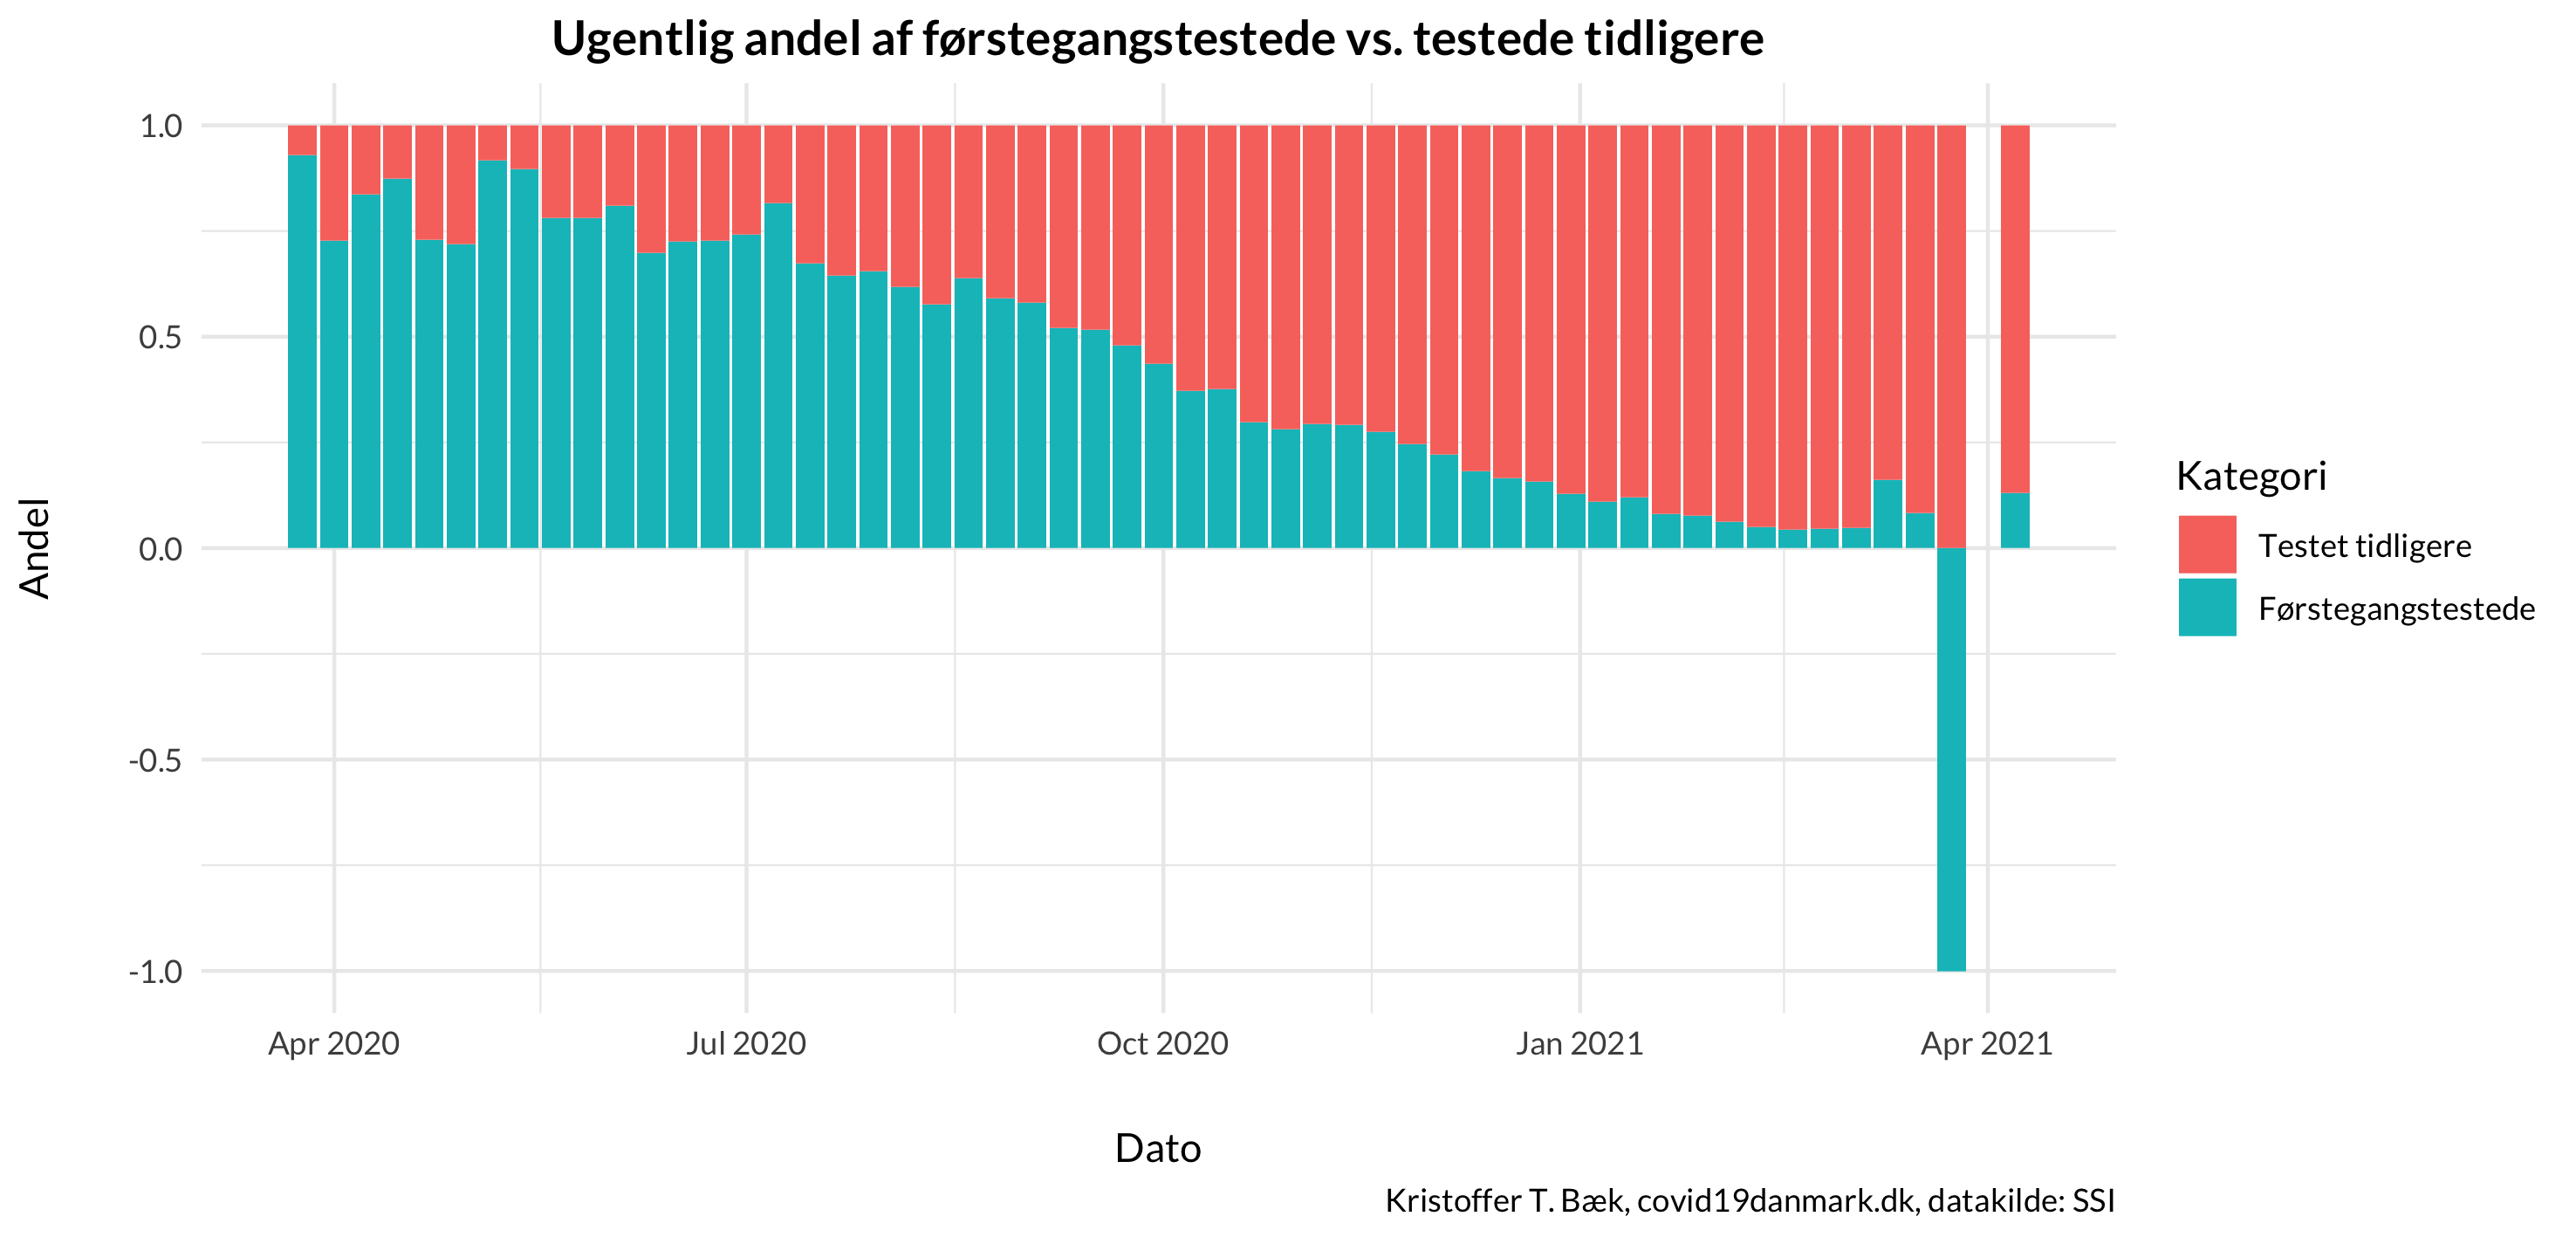 Ugentlig andel af førstegangstestede vs. testede tidligere
Andel
1.0
0.5
0.0
-0.5
-1.0
Apr 2020
Jul 2020
Oct 2020
Jan 2021
Apr 2021
Dato
Kategori
Testet tidligere
Førstegangstestede
Kristoffer T. Bæk, covid19danmark.dk, datakilde: SSI